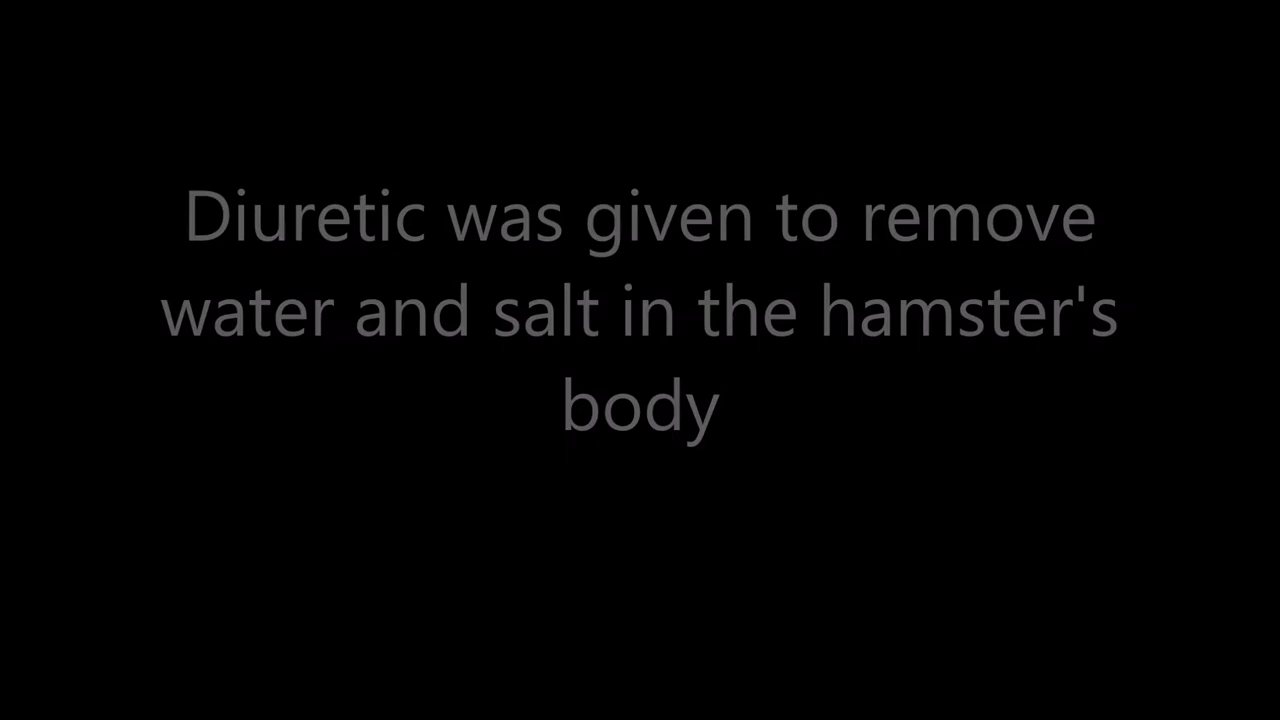 Diuretic was given to remove
water and salt in the hamster's
body